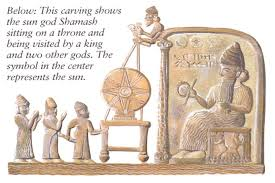 Below: This carving shows
the sun god Shamash
sitting on a throne and
being visited by a king
and two other gods. The
symbol in the center
represents the sun.